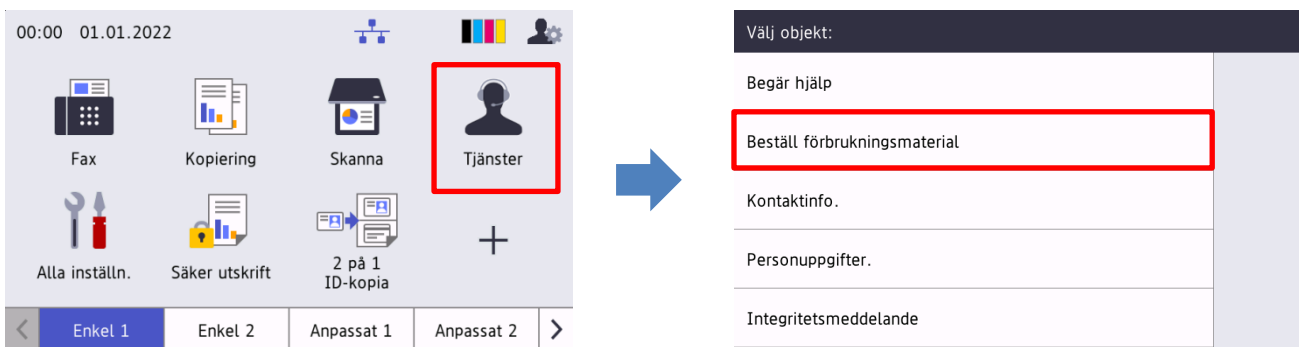 00:00 01.01.2022
Fax
Kopiering
Skanna
Tjänster
Alla inställn.
Säker utskrift
2 på 1
ID-kopia
Enkel 1
Enkel 2
Anpassat 1
Anpassat 2
Välj objekt:
Begär hjälp
Beställ förbrukningsmaterial
Kontaktinfo.
Personuppgifter.
Integritetsmeddelande